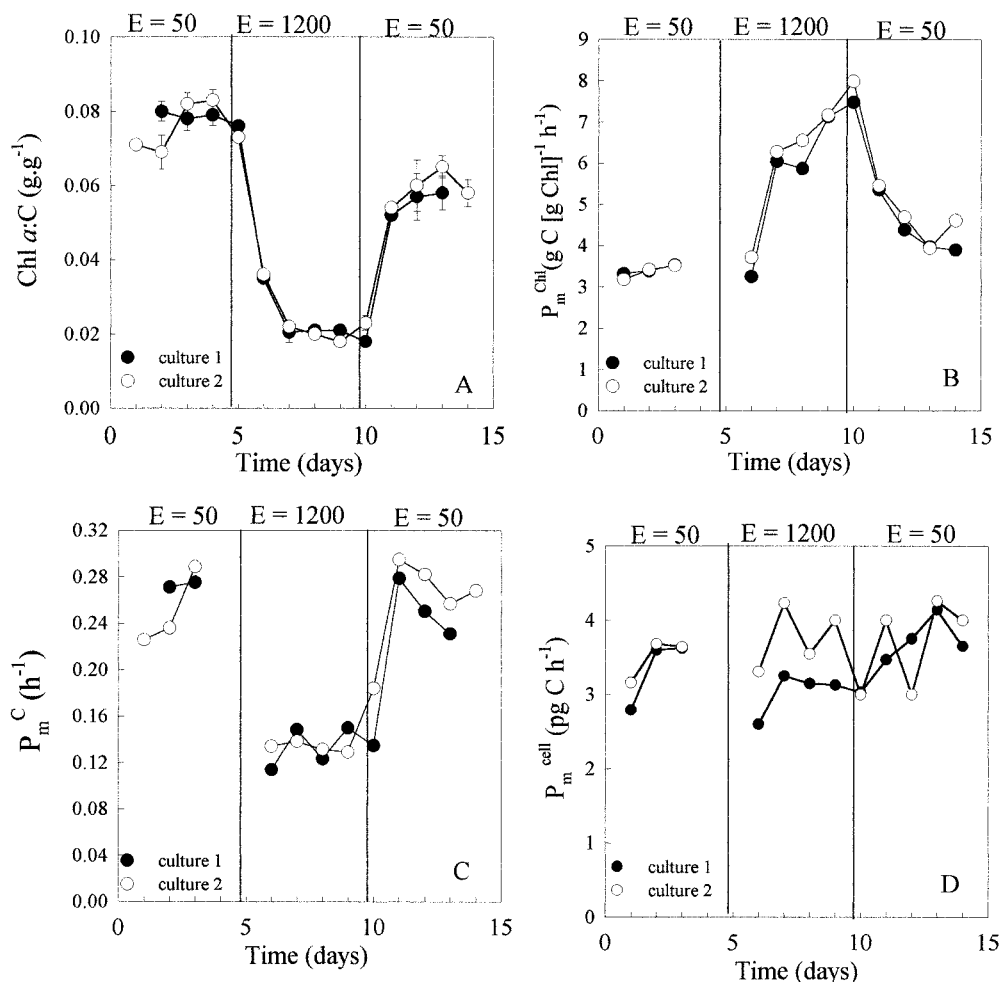 E = 50 E = 1200 E = 50
0.10
0.08
0.06
0.04
0.02
0.00
Chl a:C (g.g⁻¹)
culture 1
culture 2
A
0 5 10 15
Time (days)
E = 50 E = 1200 E = 50
9
8
7
6
5
4
3
2
1
0
Pₘᶜʰˡ(g C [g Chl]⁻¹ h⁻¹)
culture 1
culture 2
B
0 5 10 15
Time (days)
E = 50 E = 1200 E = 50
0.32
0.28
0.24
0.20
0.16
0.12
0.08
0.04
0.00
Pₘᶜ (h⁻¹)
culture 1
culture 2
C
0 5 10 15
Time (days)
E = 50 E = 1200 E = 50
5
4
3
2
1
0
Pₘᶜᵉˡˡ (pg C h⁻¹)
culture 1
culture 2
D
0 5 10 15
Time (days)